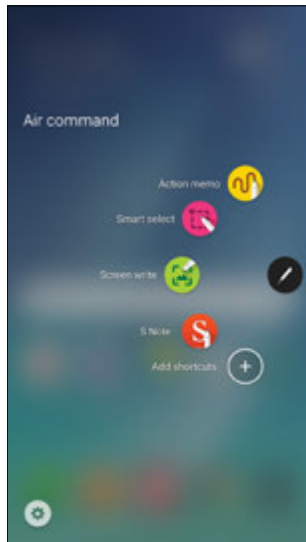 Air command
Action memo
Smart select
Screen write
S Note
Add shortcuts